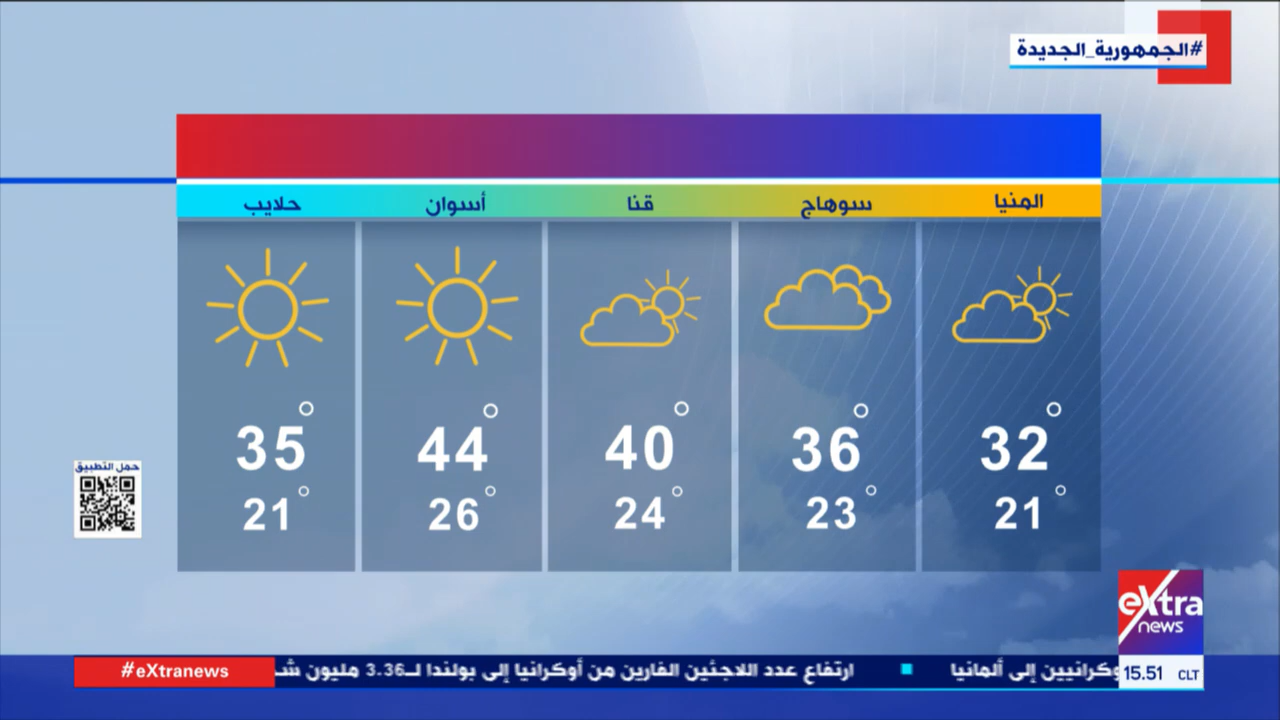 #الجمهورية_الجديدة
المنيا سوهاج قنا أسوان حلايب
32° 36° 40° 44° 35°
21° 23° 24° 26° 21°
حمل التطبيق
eXtra
news
وكرانيين إلى ألمانيا ■ ارتفاع عدد اللاجئين الفارين من أوكرانيا إلى بولندا لـ3.36 مليون شـ
#eXtranews
15.51 CLT